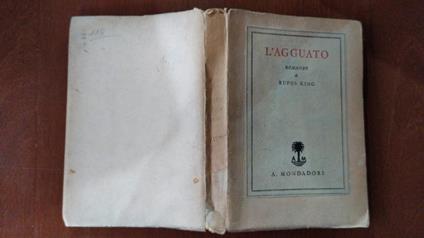 L'AGGUATO
ROMANZO
di
RUFUS KING
A M
A. MONDADORI